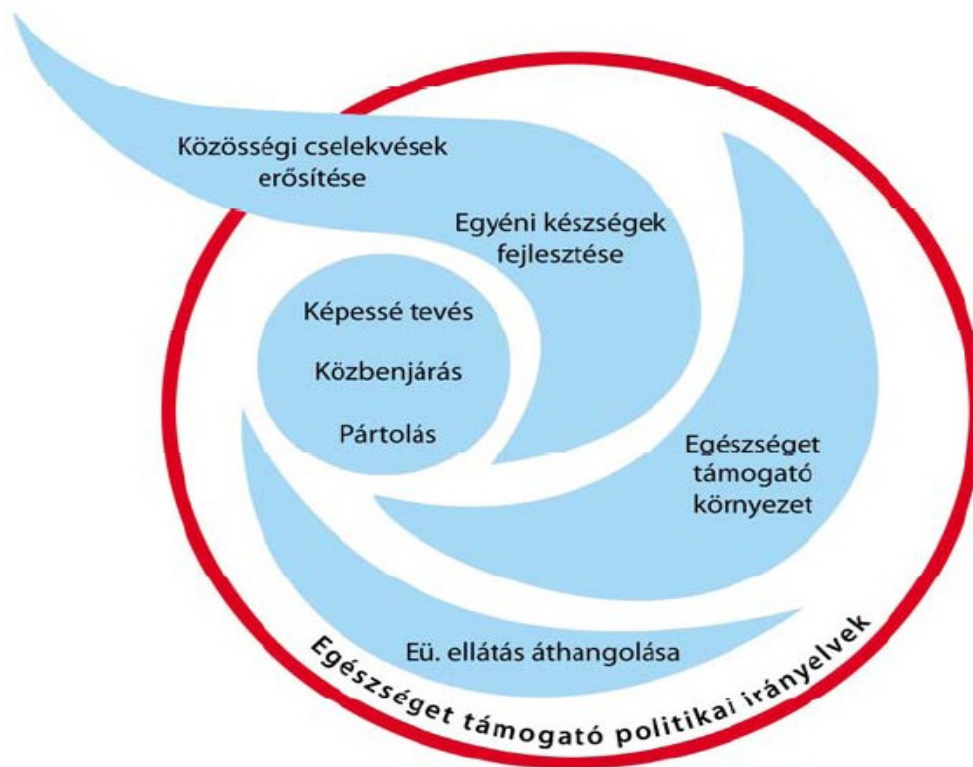 Közösségi cselekvések
erősítése
Egyéni készségek
fejlesztése
Képessé tevés
Közbenjárás
Pártolás
Egészséget
támogató
környezet
Eü. ellátás áthangolása
Egészséget támogató politikai irányelvek